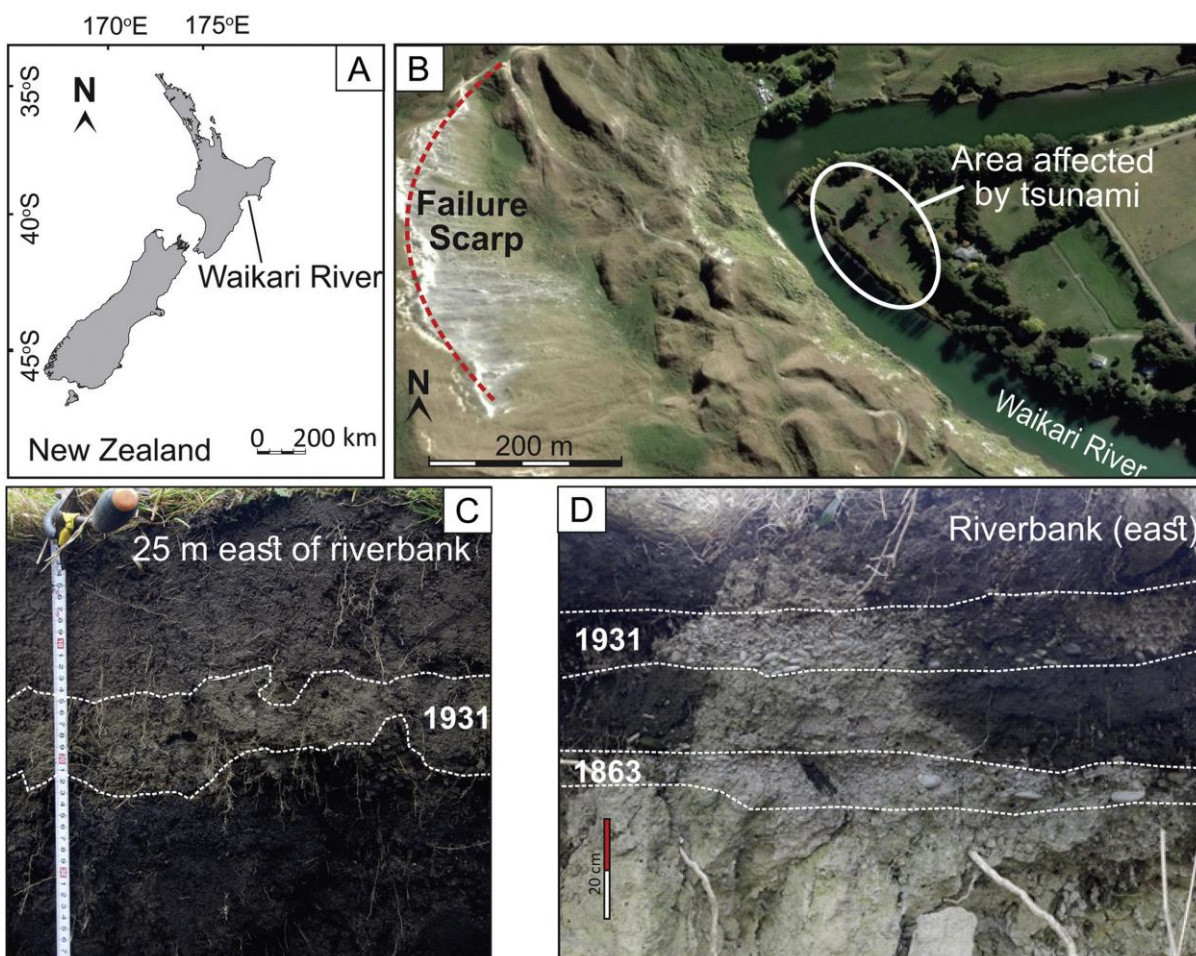 170°E 175°E
A
35°S
N
40°S
Waikari River
45°S
New Zealand
0 200 km
B
Failure
Scarp
Area affected
by tsunami
N
200 m
Waikari River
C
25 m east of riverbank
1931
D
Riverbank (east)
1931
1863
20 cm